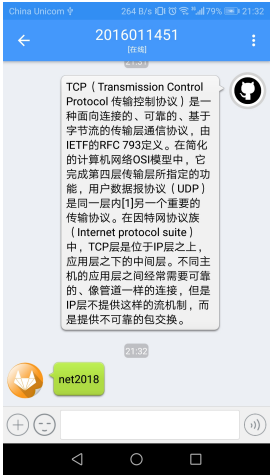 China Unicom 264 B/s 79% 21:32
2016011451
[在线]
21:31
TCP（Transmission Control
Protocol 传输控制协议）是一
种面向连接的、可靠的、基于
字节流的传输层通信协议，由
IETF的RFC 793定义。在简化
的计算机网络OSI模型中，它
完成第四层传输层所指定的功
能，用户数据报协议（UDP）
是同一层内[1]另一个重要的
传输协议。在因特网协议族
（Internet protocol suite）
中，TCP层是位于IP层之上，
应用层之下的中间层。不同主
机的应用层之间经常需要可靠
的、像管道一样的连接，但是
IP层不提供这样的流机制，而
是提供不可靠的包交换。
21:32
net2018